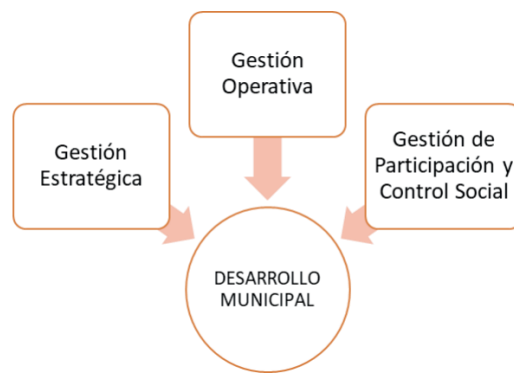 Gestión
Operativa
Gestión
Estratégica
Gestión de
Participación y
Control Social
DESARROLLO
MUNICIPAL